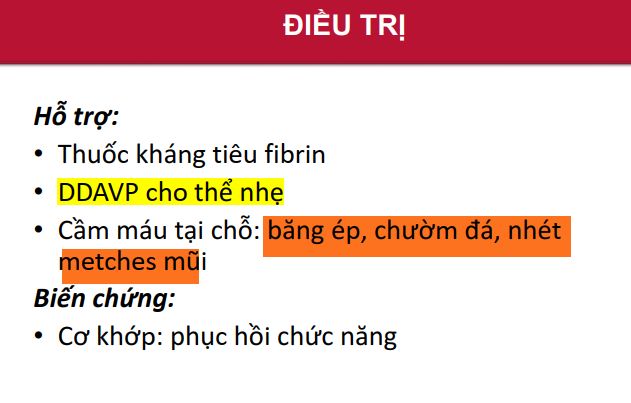 ĐIỀU TRỊ
Hỗ trợ:
• Thuốc kháng tiêu fibrin
• DDAVP cho thể nhẹ
• Cầm máu tại chỗ: băng ép, chườm đá, nhét
metches mũi
Biến chứng:
• Cơ khớp: phục hồi chức năng